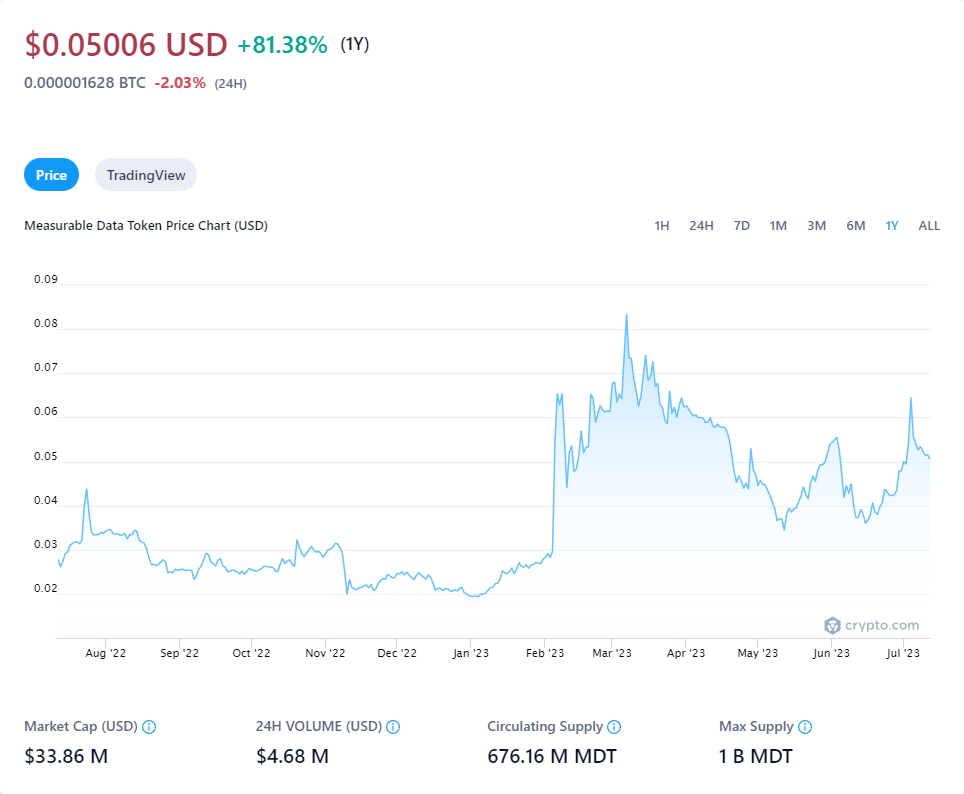 $0.05006 USD +81.38% (1Y)
0.000001628 BTC -2.03% (24H)
Price TradingView
Measurable Data Token Price Chart (USD) 1H 24H 7D 1M 3M 6M 1Y ALL
0.09
0.08
0.07
0.06
0.05
0.04
0.03
0.02
crypto.com
Aug '22 Sep '22 Oct '22 Nov '22 Dec '22 Jan '23 Feb '23 Mar '23 Apr '23 May '23 Jun '23 Jul '23
Market Cap (USD) 24H VOLUME (USD) Circulating Supply Max Supply
$33.86 M $4.68 M 676.16 M MDT 1 B MDT